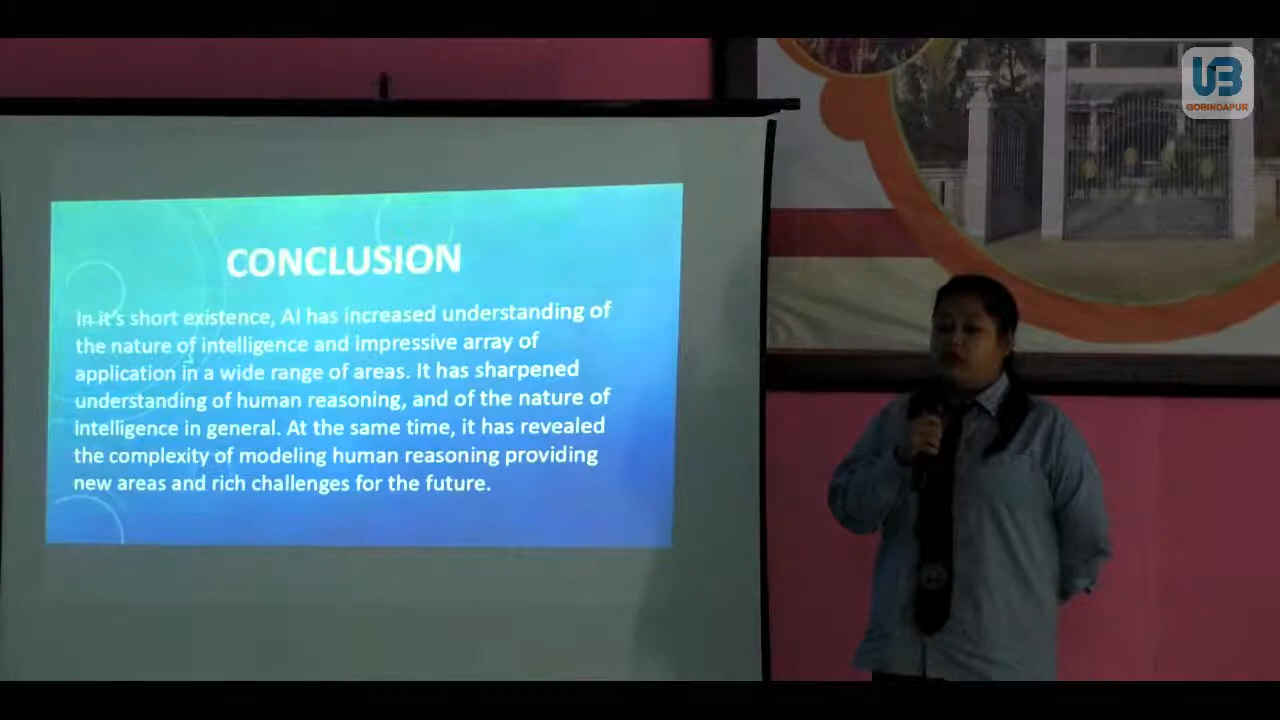 UB
GOBINDAPUR
CONCLUSION
In it's short existence, AI has increased understanding of
the nature of intelligence and impressive array of
application in a wide range of areas. It has sharpened
understanding of human reasoning, and of the nature of
intelligence in general. At the same time, it has revealed
the complexity of modeling human reasoning providing
new areas and rich challenges for the future.